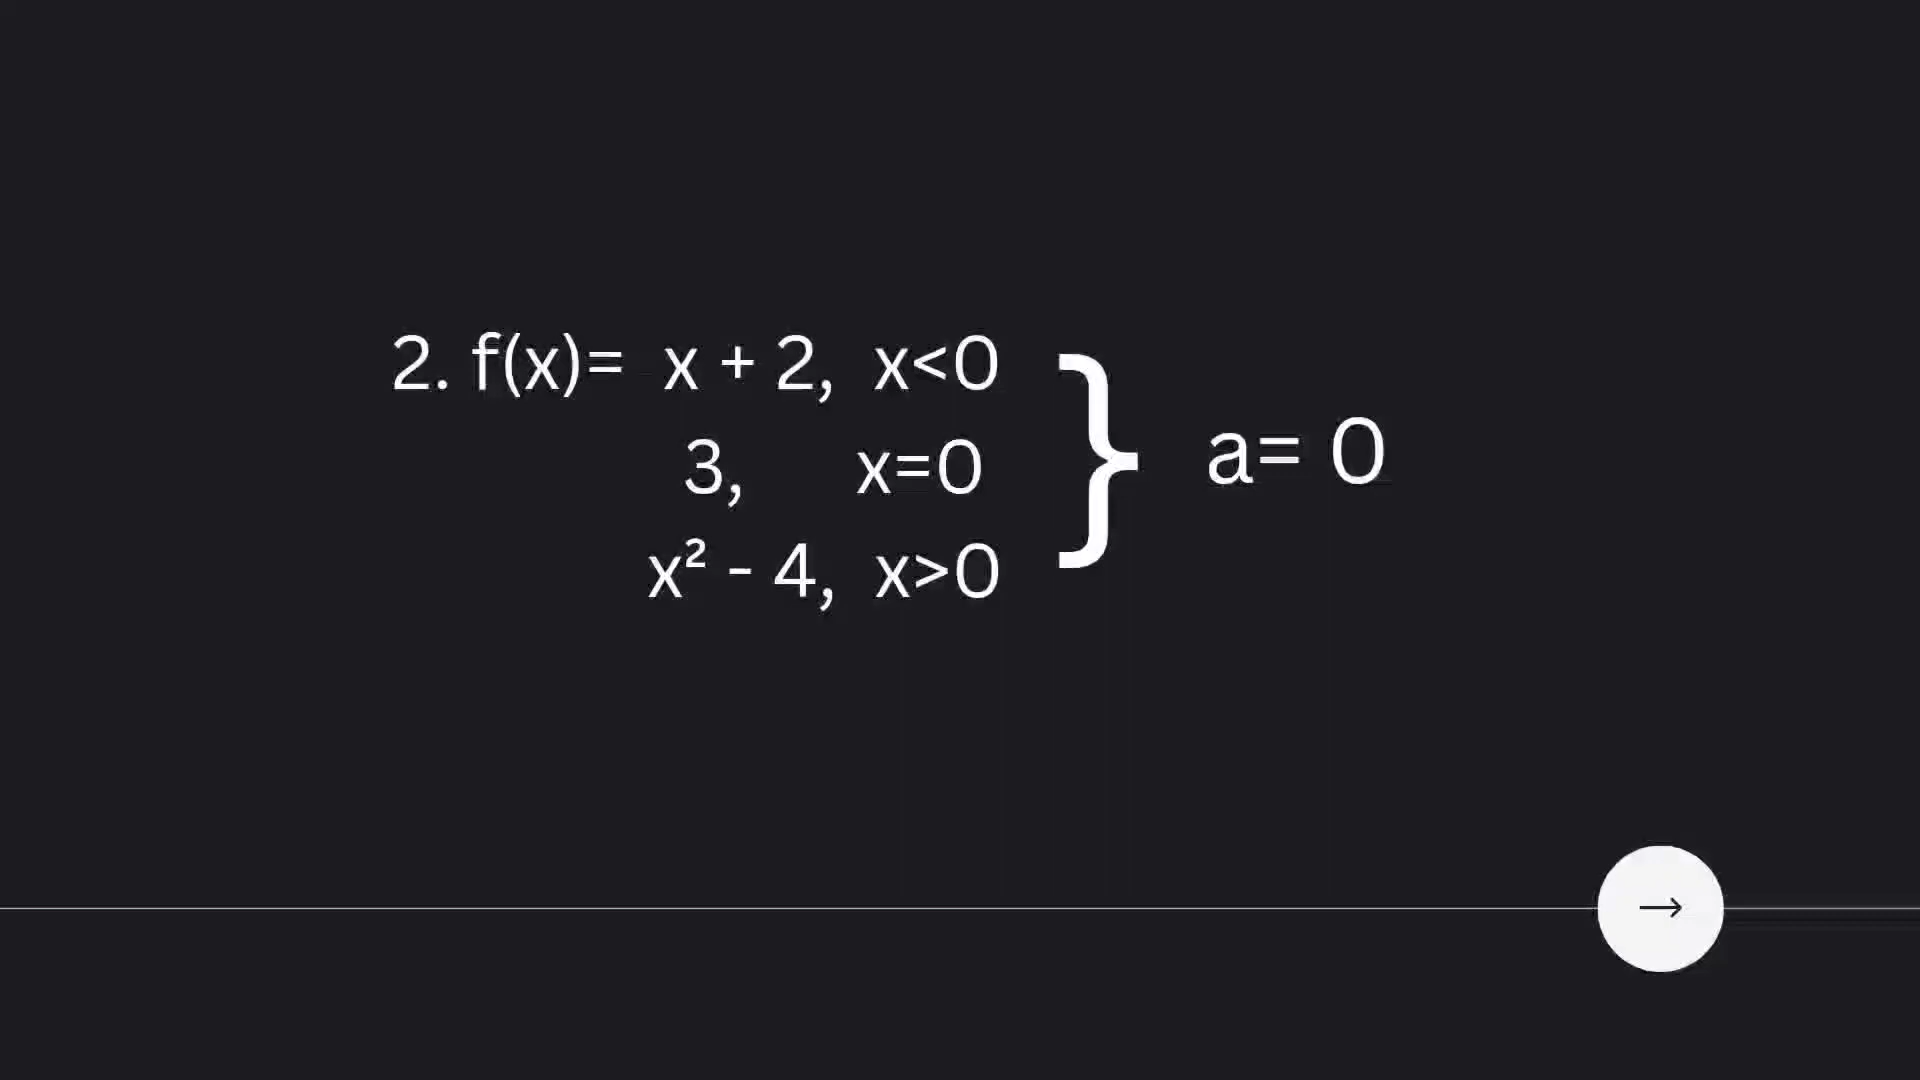 2. f(x)= x + 2, x<0
3, x=0
x² - 4, x>0
} a= 0
→